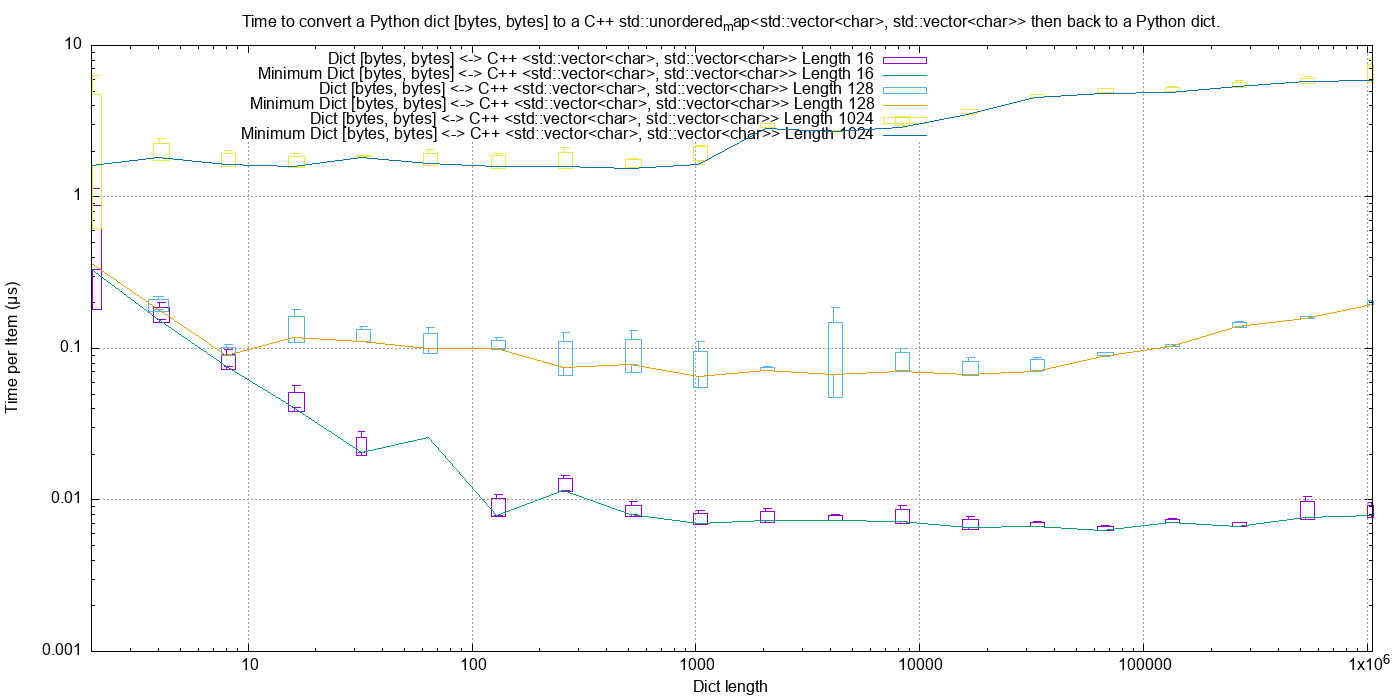 Time to convert a Python dict [bytes, bytes] to a C++ std::unordered_map<std::vector<char>, std::vector<char>> then back to a Python dict.
Dict [bytes, bytes] <-> C++ <std::vector<char>, std::vector<char>> Length 16
Minimum Dict [bytes, bytes] <-> C++ <std::vector<char>, std::vector<char>> Length 16
Dict [bytes, bytes] <-> C++ <std::vector<char>, std::vector<char>> Length 128
Minimum Dict [bytes, bytes] <-> C++ <std::vector<char>, std::vector<char>> Length 128
Dict [bytes, bytes] <-> C++ <std::vector<char>, std::vector<char>> Length 1024
Minimum Dict [bytes, bytes] <-> C++ <std::vector<char>, std::vector<char>> Length 1024
Time per Item (µs)
10
1
0.1
0.01
0.001
10 100 1000 10000 100000 1x10^6
Dict length